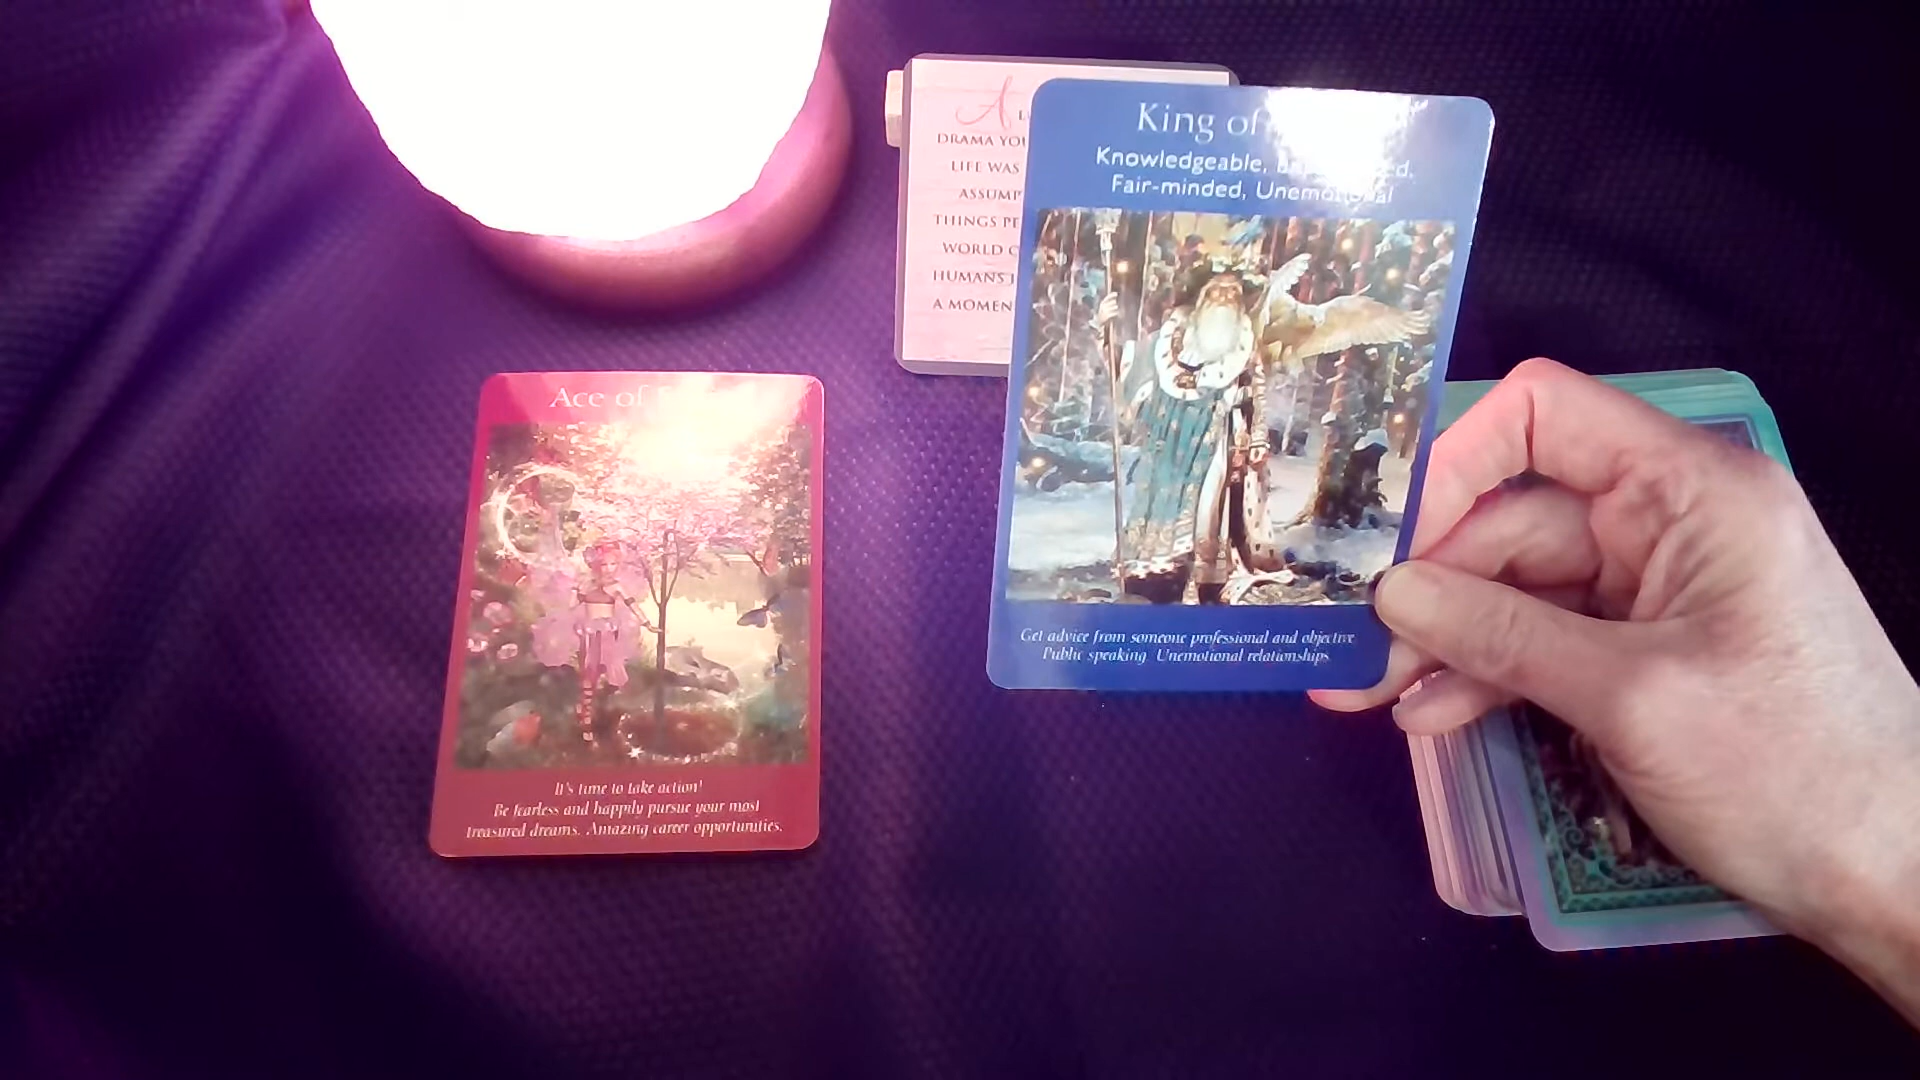 A
DRAMA YOU
LIFE WAS
ASSUMP
THINGS PE
WORLD
HUMANS
A MOMEN
King of
Knowledgeable,
Fair-minded, Unemotional
Get advice from someone professional and objective.
Public speaking. Unemotional relationships.
Ace of
It's time to take action!
Be fearless and happily pursue your most
treasured dreams. Amazing career opportunities.